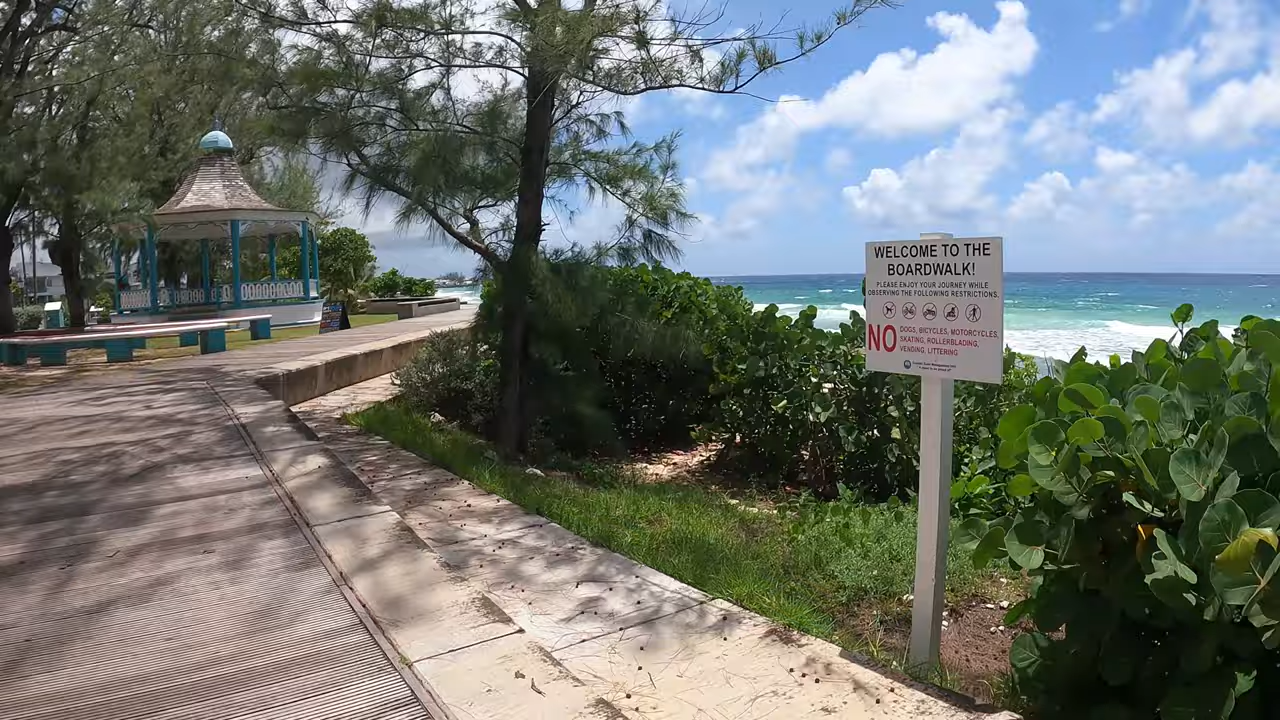 WELCOME TO THE
BOARDWALK!
PLEASE ENJOY YOUR JOURNEY WHILE
OBSERVING THE FOLLOWING RESTRICTIONS.
NO
DOGS, BICYCLES, MOTORCYCLES,
SKATING, ROLLERBLADING,
VENDING, LITTERING